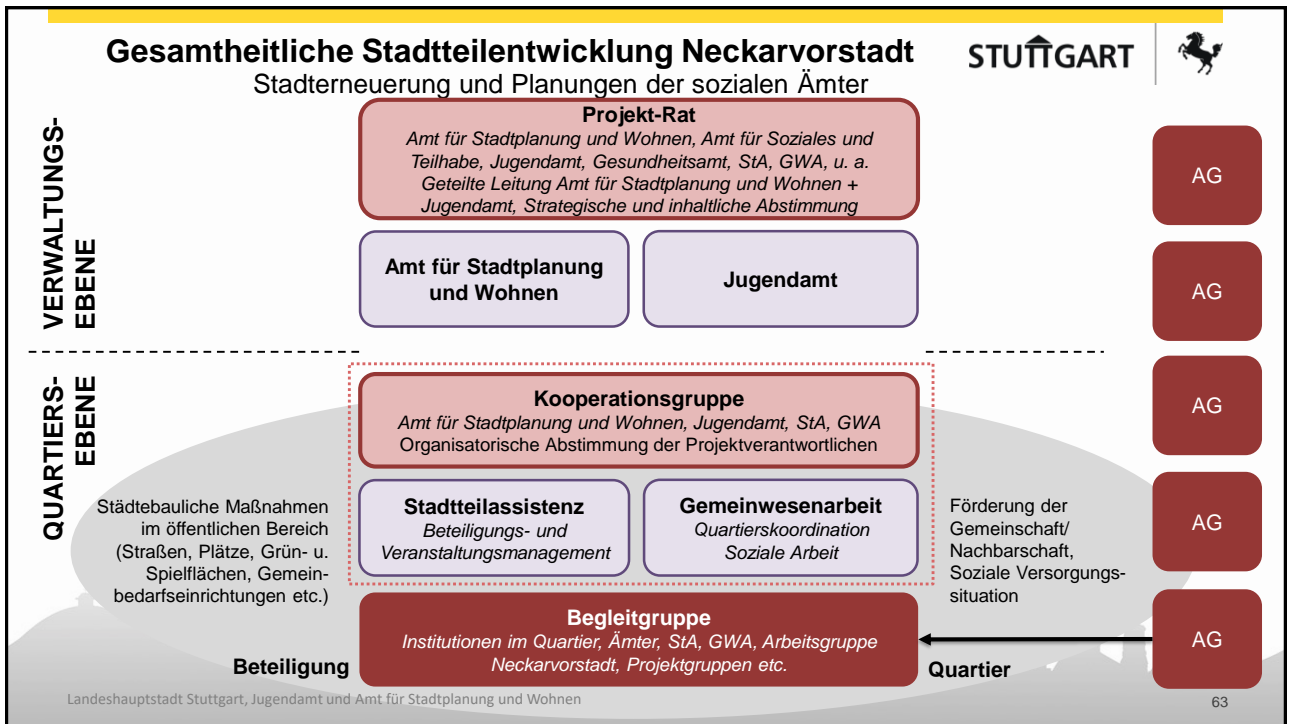 Gesamtheitliche Stadtteilentwicklung Neckarvorstadt
Stadterneuerung und Planungen der sozialen Ämter
STUTTGART
VERWALTUNGS-
EBENE
Projekt-Rat
Amt für Stadtplanung und Wohnen, Amt für Soziales und
Teilhabe, Jugendamt, Gesundheitsamt, StA, GWA, u. a.
Geteilte Leitung Amt für Stadtplanung und Wohnen +
Jugendamt, Strategische und inhaltliche Abstimmung
Amt für Stadtplanung
und Wohnen
Jugendamt
QUARTIERS-
EBENE
Kooperationsgruppe
Amt für Stadtplanung und Wohnen, Jugendamt, StA, GWA
Organisatorische Abstimmung der Projektverantwortlichen
Städtebauliche Maßnahmen
im öffentlichen Bereich
(Straßen, Plätze, Grün- u.
Spielflächen, Gemein-
bedarfseinrichtungen etc.)
Stadtteilassistenz
Beteiligungs- und
Veranstaltungsmanagement
Gemeinwesenarbeit
Quartierskoordination
Soziale Arbeit
Förderung der
Gemeinschaft/
Nachbarschaft,
Soziale Versorgungs-
situation
Begleitgruppe
Institutionen im Quartier, Ämter, StA, GWA, Arbeitsgruppe
Neckarvorstadt, Projektgruppen etc.
Beteiligung
Quartier
AG
AG
AG
AG
AG
Landeshauptstadt Stuttgart, Jugendamt und Amt für Stadtplanung und Wohnen
63